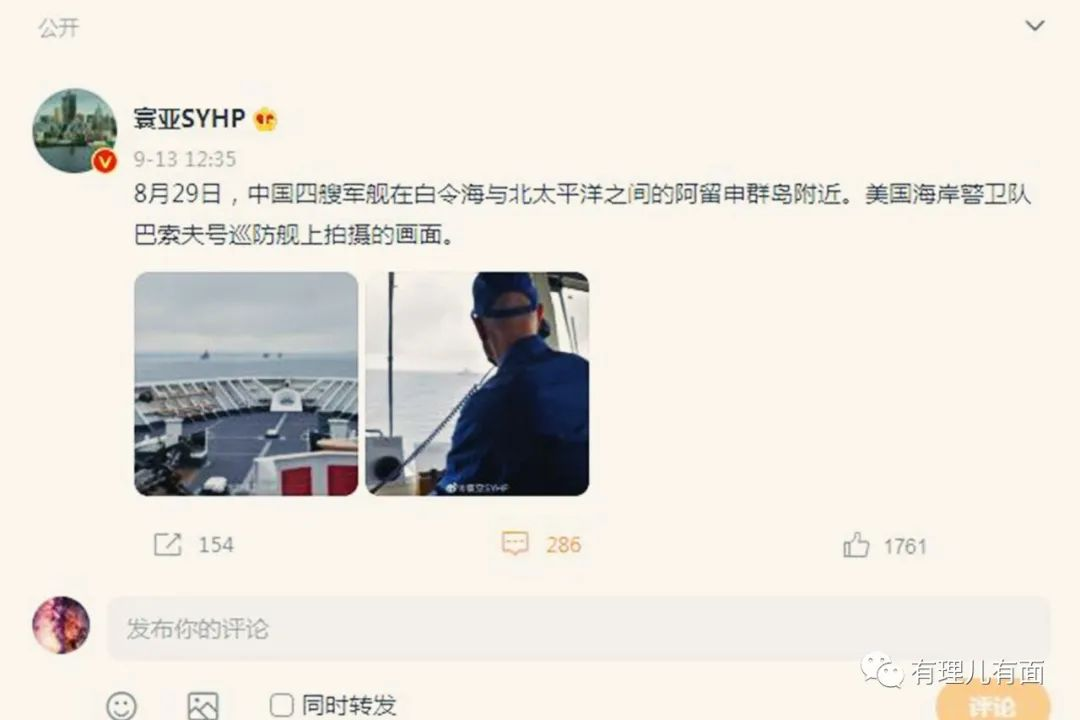 公开
寰亚SYHP
9-13 12:35
8月29日，中国四艘军舰在白令海与北太平洋之间的阿留申群岛附近。美国海岸警卫队
巴索夫号巡防舰上拍摄的画面。
@寰亚SYHP
154
286
1761
发布你的评论
有理儿有面
同时转发
评论